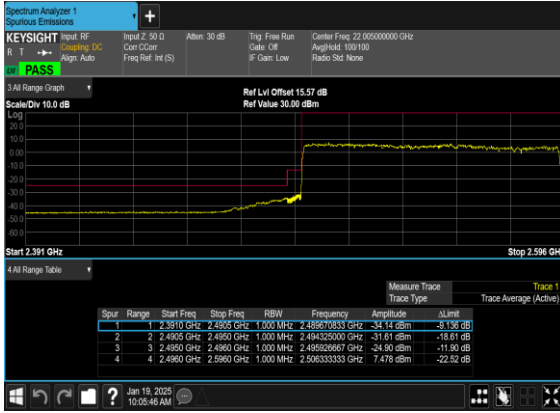 Spectrum Analyzer 1
Spurious Emissions
+
KEYSIGHT Input: RF Input Z: 50 Ω Atten: 30 dB Trig: Free Run Center Freq: 22.005000000 GHz
R T Coupling: DC Corr CCorr Gate: Off Avg|Hold: 100/100
Align: Auto Freq Ref: Int (S) IF Gain: Low Radio Std: None
PASS
3 All Range Graph
Ref Lvl Offset 15.57 dB
Scale/Div 10.0 dB Ref Value 30.00 dBm
Log
20.0
10.0
0.00
-10.0
-20.0
-30.0
-40.0
-50.0
-60.0
Start 2.391 GHz Stop 2.596 GH
4 All Range Table
Measure Trace Trace 1
Trace Type Trace Average (Active)
Spur Range Start Freq Stop Freq RBW Frequency Amplitude ΔLimit
1 1 2.3910 GHz 2.4905 GHz 1.000 MHz 2.489670833 GHz -34.14 dBm -9.136 dB
2 2 2.4905 GHz 2.4950 GHz 1.000 MHz 2.494325000 GHz -31.61 dBm -18.61 dB
3 3 2.4950 GHz 2.4960 GHz 1.000 MHz 2.495926667 GHz -24.90 dBm -11.90 dB
4 4 2.4960 GHz 2.5960 GHz 1.000 MHz 2.506333333 GHz 7.478 dBm -22.52 dB
?
Jan 19, 2025
10:05:46 AM